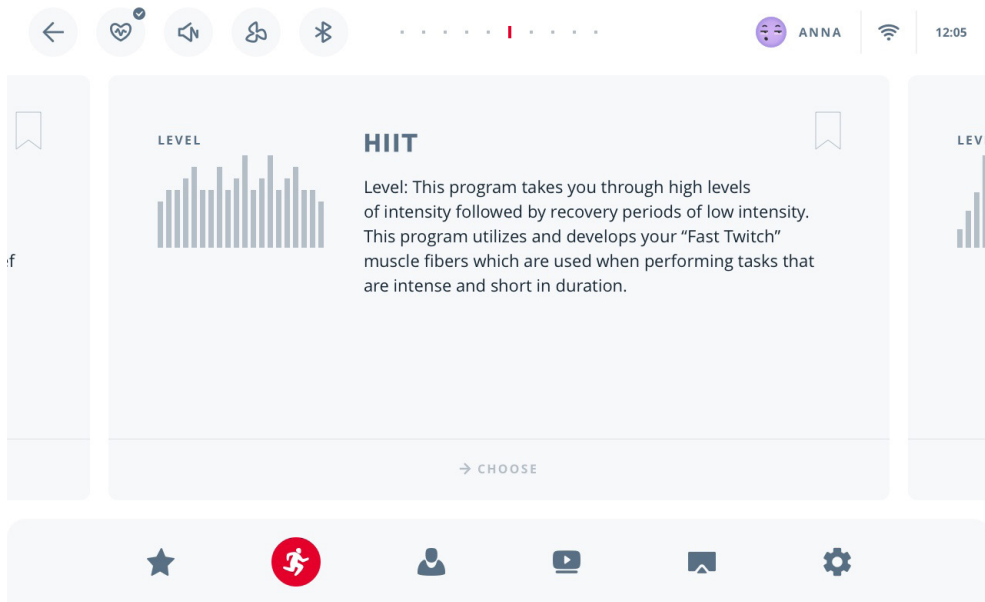 ANNA
12:05
LEVEL
HIIT
Level: This program takes you through high levels
of intensity followed by recovery periods of low intensity.
This program utilizes and develops your “Fast Twitch”
muscle fibers which are used when performing tasks that
are intense and short in duration.
CHOOSE